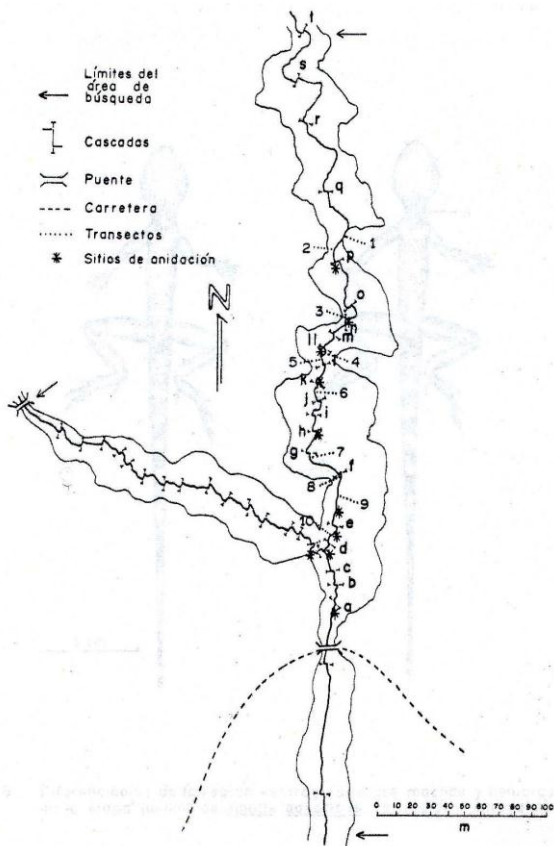 Límites del
área de
búsqueda
Cascadas
Puente
Carretera
Transectos
Sitios de anidación
N
t
s
r
q
1
2
p
o
3
n
m
ll
4
5
k
6
j
i
h
g
7
f
8
9
10
e
d
c
b
a
0 10 20 30 40 50 60 70 80 90 100
m